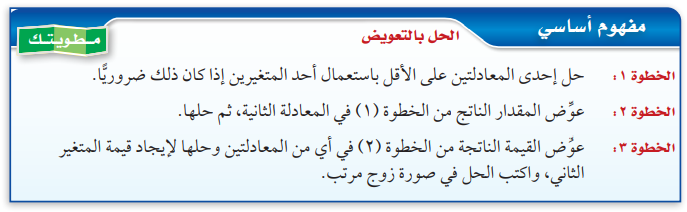 مفهوم أساسي
الحل بالتعويض
مـطويتـك
الخطوة ١: حل إحدى المعادلتين على الأقل باستعمال أحد المتغيرين إذا كان ذلك ضروريًّا.
الخطوة ٢: عوِّض المقدار الناتج من الخطوة (١) في المعادلة الثانية، ثم حلها.
الخطوة ٣: عوِّض القيمة الناتجة من الخطوة (٢) في أي من المعادلتين وحلها لإيجاد قيمة المتغير
الثاني، واكتب الحل في صورة زوج مرتب.